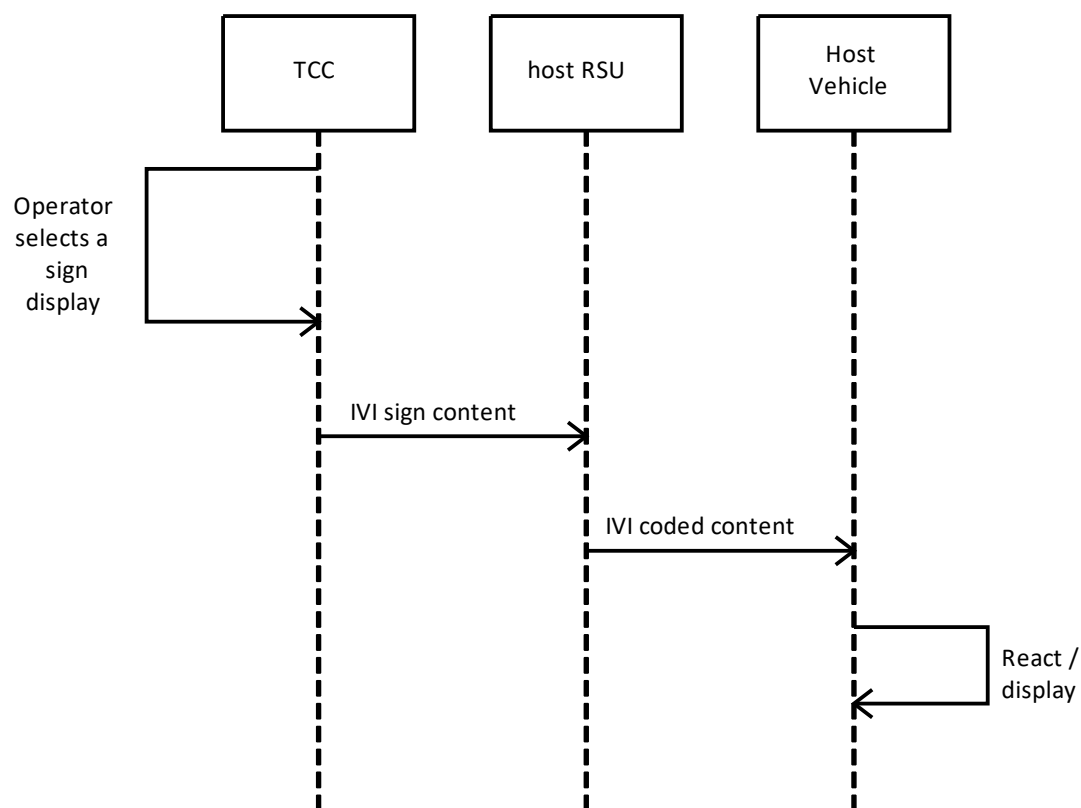 TCC
host RSU
Host
Vehicle
Operator
selects a
sign
display
IVI sign content
IVI coded content
React /
display